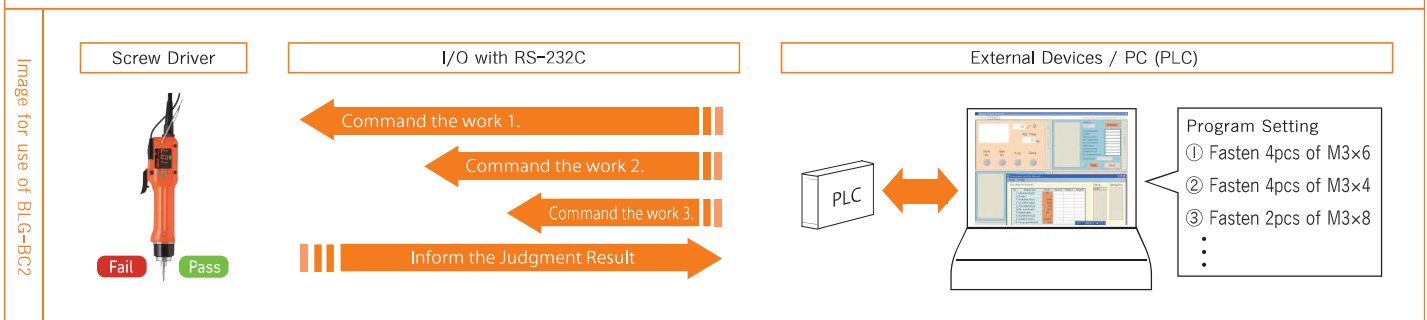 Image for use of BLG-BC2
Screw Driver
I/O with RS-232C
External Devices / PC (PLC)
Command the work 1.
Command the work 2.
Command the work 3.
Inform the Judgment Result
Fail
Pass
PLC
Program Setting
① Fasten 4pcs of M3×6
② Fasten 4pcs of M3×4
③ Fasten 2pcs of M3×8